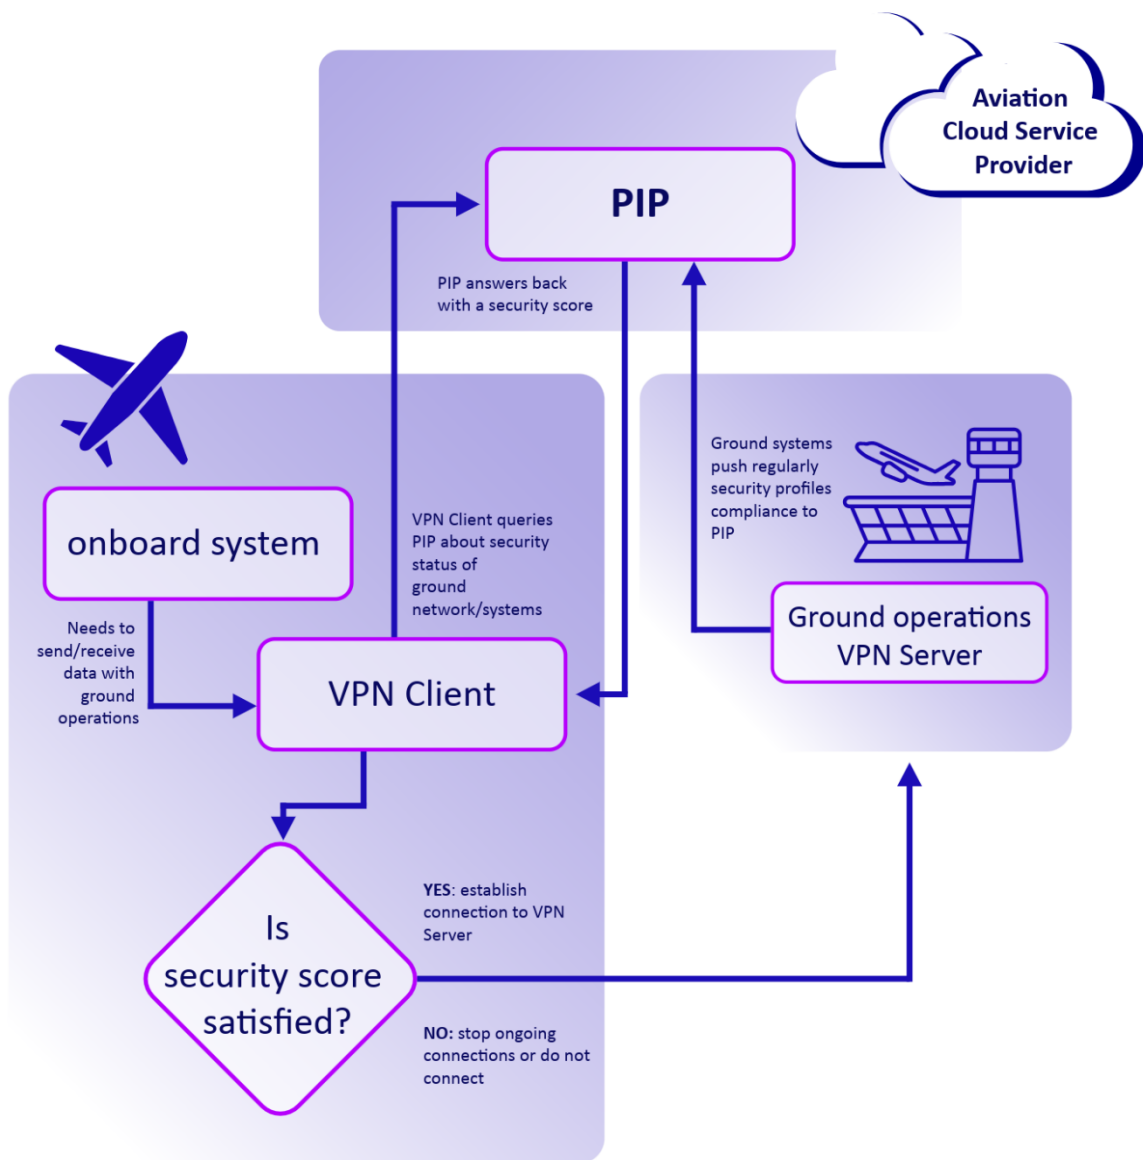 Aviation
Cloud Service
Provider
PIP
PIP answers back
with a security score
Ground systems
push regularly
security profiles
compliance to
PIP
onboard system
VPN Client queries
PIP about security
status of
ground
network/systems
Ground operations
VPN Server
Needs to
send/receive
data with
ground
operations
VPN Client
YES: establish
connection to VPN
Server
Is
security score
satisfied?
NO: stop ongoing
connections or do not
connect